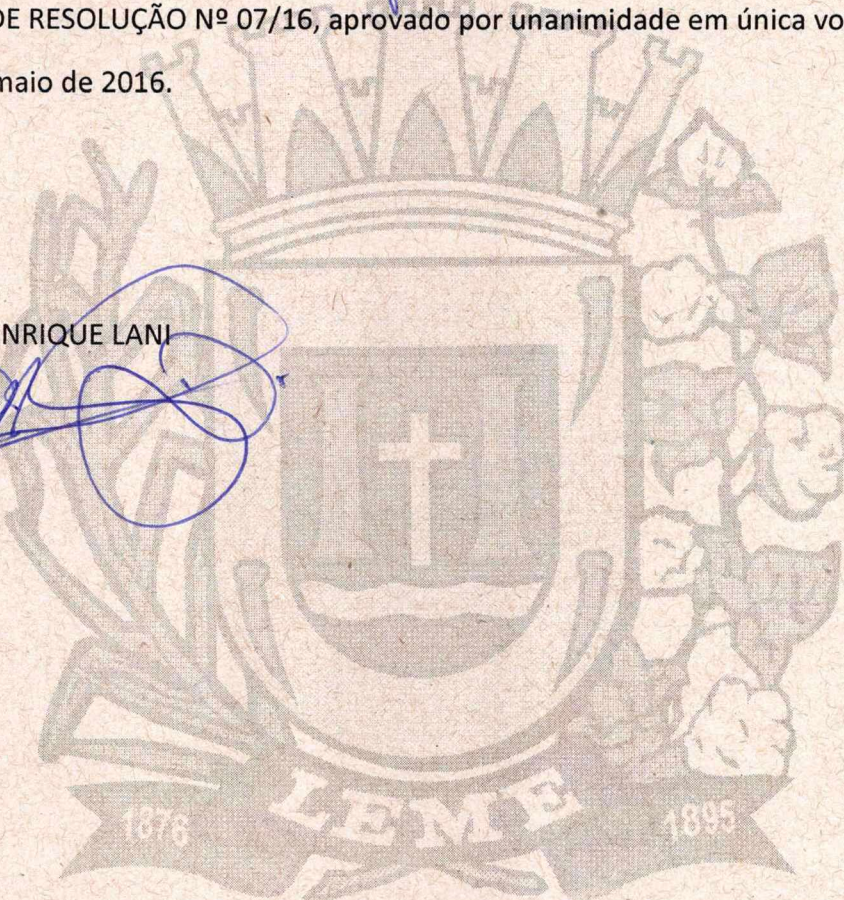 DE RESOLUÇÃO Nº 07/16, aprovado por unanimidade em única vo
maio de 2016.
NRIQUE LANI
LEME
1876 1895